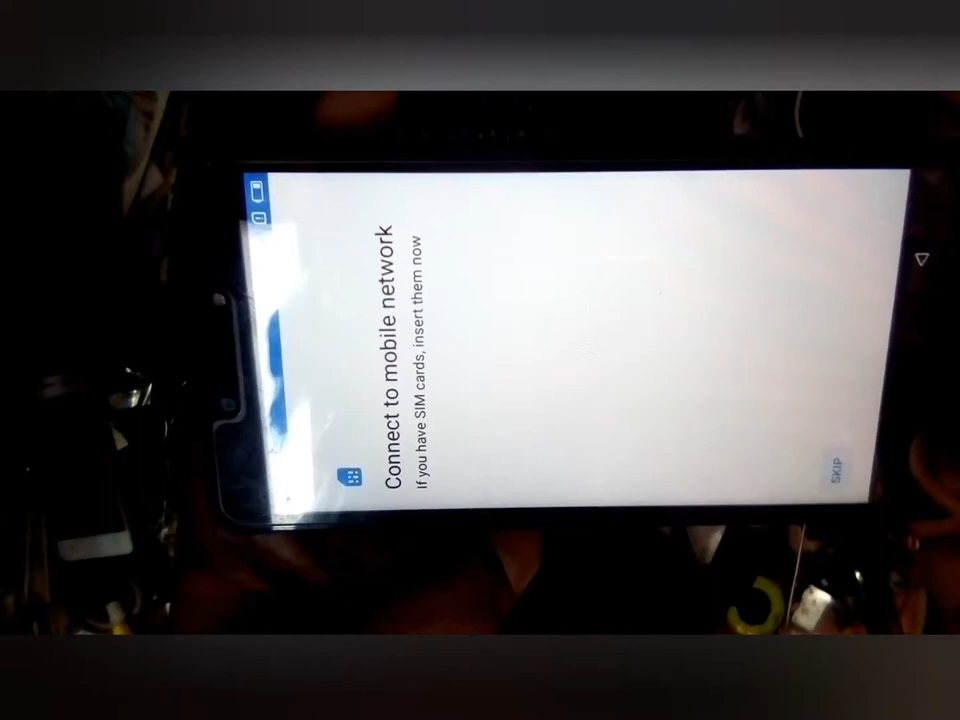 Connect to mobile network
If you have SIM cards, insert them now
SKIP